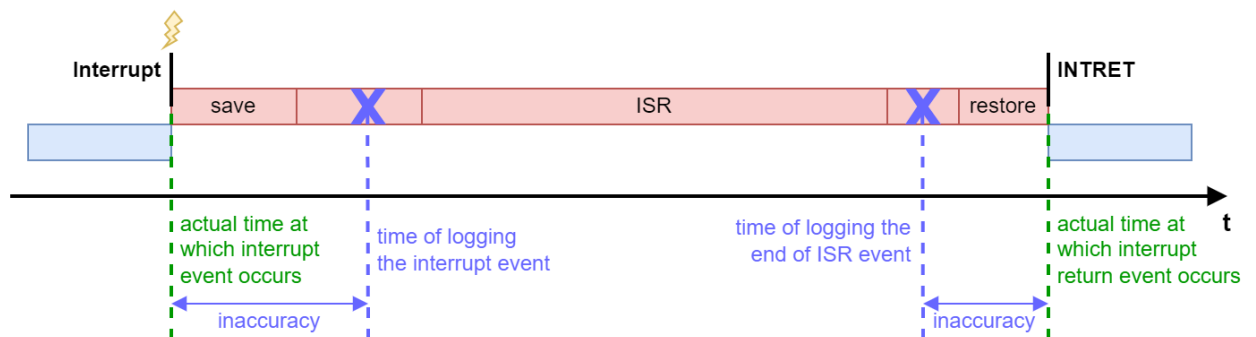 Interrupt
INTRET
save
ISR
restore
t
actual time at
which interrupt
event occurs
time of logging
the interrupt event
time of logging the
end of ISR event
actual time at
which interrupt
return event occurs
inaccuracy
inaccuracy